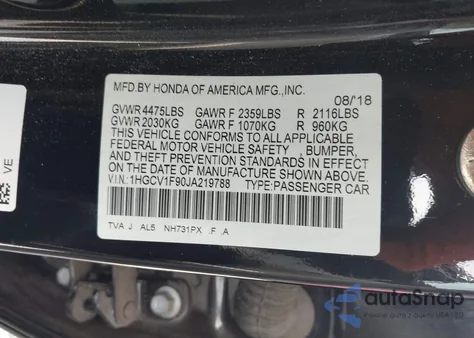 MFD.BY HONDA OF AMERICA MFG.,INC.
08/'18
GVWR 4475LBS GAWR F 2359LBS R 2116LBS
GVWR 2030KG GAWR F 1070KG R 960KG
THIS VEHICLE CONFORMS TO ALL APPLICABLE
FEDERAL MOTOR VEHICLE SAFETY , BUMPER,
AND THEFT PREVENTION STANDARDS IN EFFECT
ON THE DATE OF MANUFACTURE SHOWN ABOVE.
V.I.N.: 1HGCV1F90JA219788 TYPE:PASSENGER CAR
TVA J AL5 NH731PX F A
VE
autoSnap